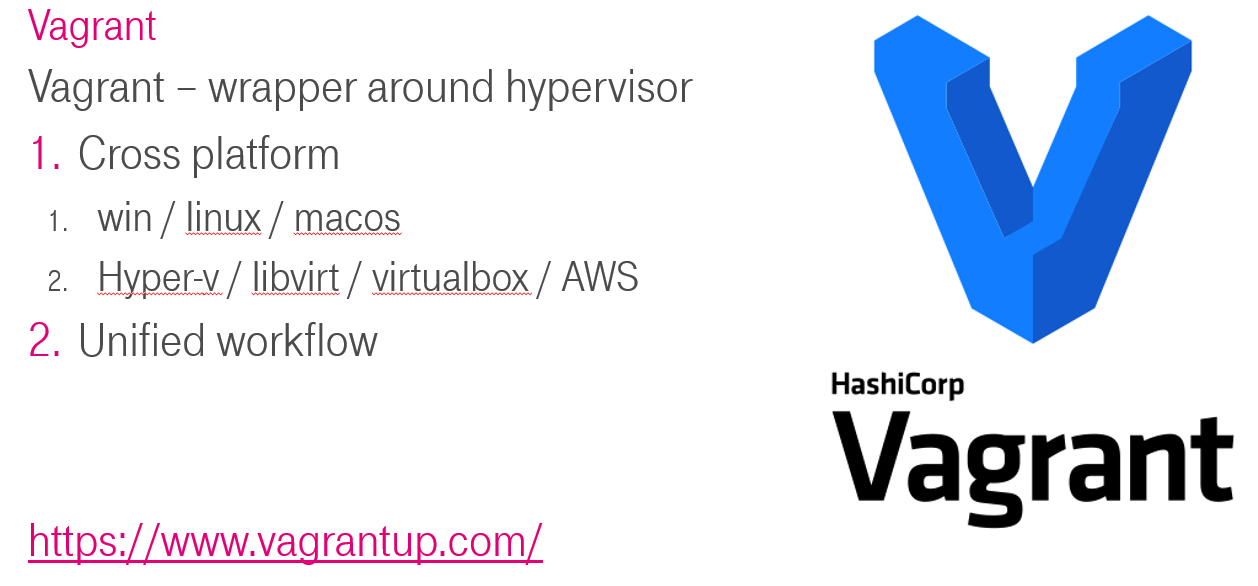 Vagrant
Vagrant – wrapper around hypervisor
1. Cross platform
1. win / linux / macos
2. Hyper-v / libvirt / virtualbox / AWS
2. Unified workflow
https://www.vagrantup.com/
HashiCorp
Vagrant